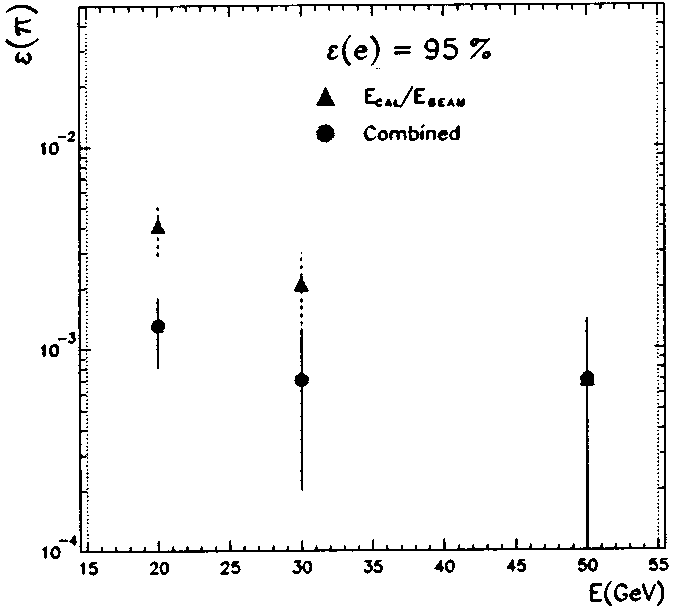 ε(π)
ε(e) = 95 %
E_CAL/E_BEAM
Combined
10^-2
10^-3
10^-4
15 20 25 30 35 40 45 50 55
E(GeV)